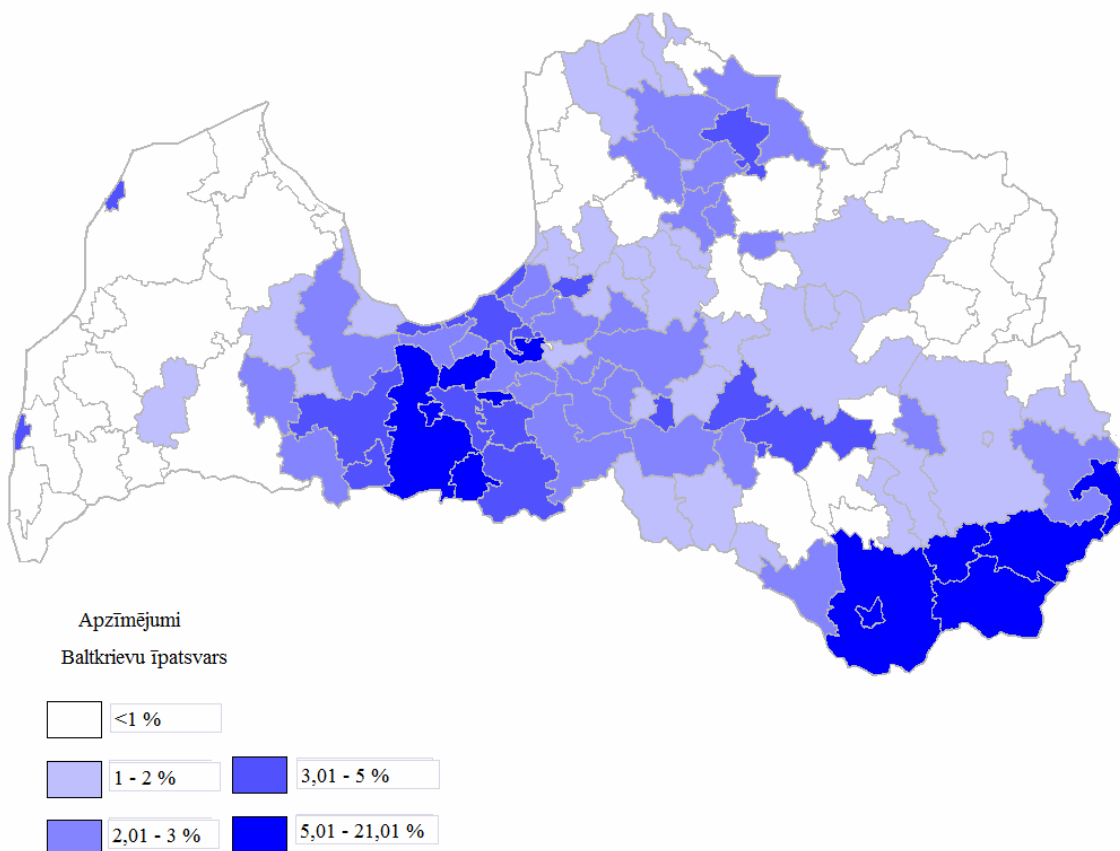 Apzīmējumi
Baltkrievu īpatsvars
<1 %
1 - 2 %
3,01 - 5 %
2,01 - 3 %
5,01 - 21,01 %